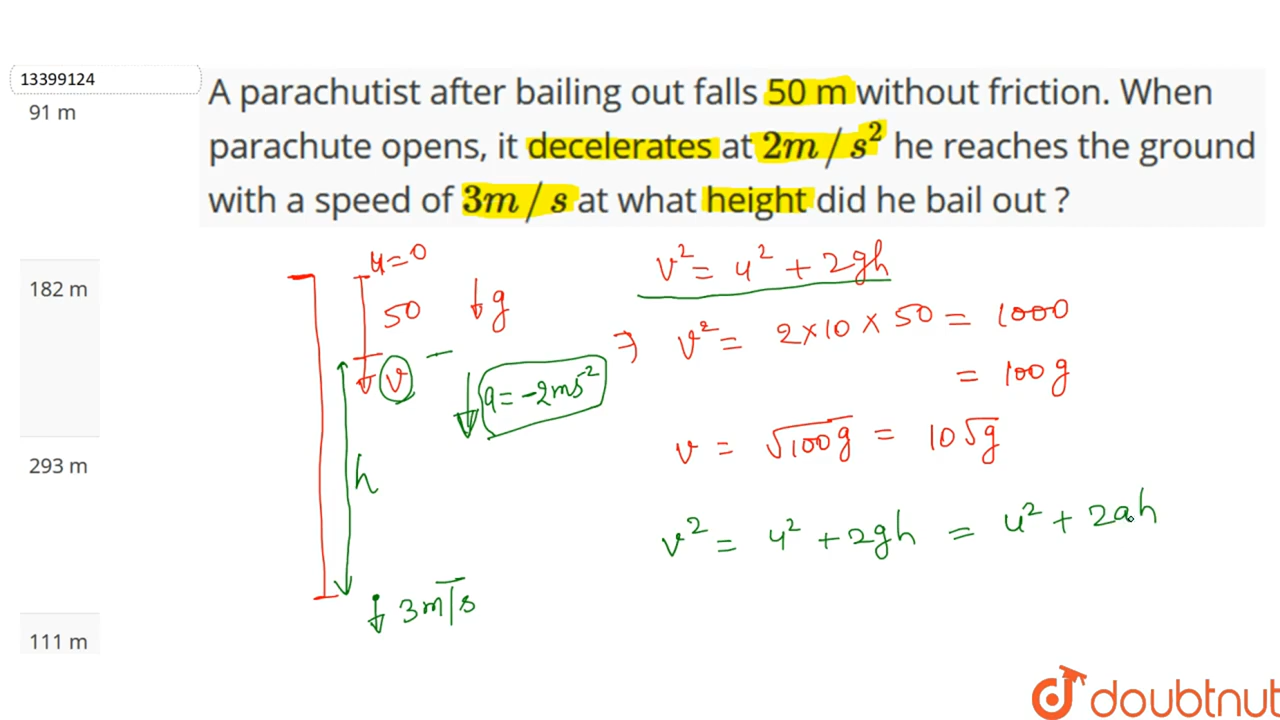 13399124
A parachutist after bailing out falls 50 m without friction. When
parachute opens, it decelerates at 2m/s² he reaches the ground
with a speed of 3m/s at what height did he bail out ?
91 m
182 m
293 m
111 m
u=0
50
g
v
a = -2ms⁻²
h
3m/s
v² = u² + 2gh
⇒ v² = 2×10×50 = 1000
= 100g
v = √100g = 10√g
v² = u² + 2gh = u² + 2ah
doubtnut